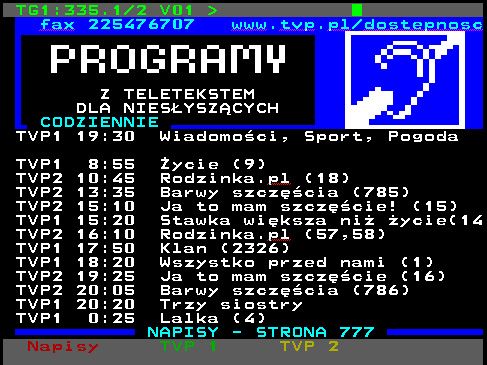 TG1:335.1/2 V01 >
fax 225476707 www.tvp.pl/dostepnosc
PROGRAMY
Z TELETEKSTEM
DLA NIESŁYSZĄCYCH
CODZIENNIE
TVP1 19:30 Wiadomości, Sport, Pogoda
TVP1 8:55 Życie (9)
TVP2 10:45 Rodzinka.pl (18)
TVP2 13:35 Barwy szczęścia (785)
TVP2 15:10 Ja to mam szczęście! (15)
TVP1 15:20 Stawka większa niż życie(14
TVP2 16:10 Rodzinka.pl (57,58)
TVP1 17:50 Klan (2326)
TVP1 18:20 Wszystko przed nami (1)
TVP2 19:25 Ja to mam szczęście (16)
TVP2 20:05 Barwy szczęścia (786)
TVP1 20:20 Trzy siostry
TVP1 0:25 Lalka (4)
NAPISY - STRONA 777
Napisy TVP 1 TVP 2